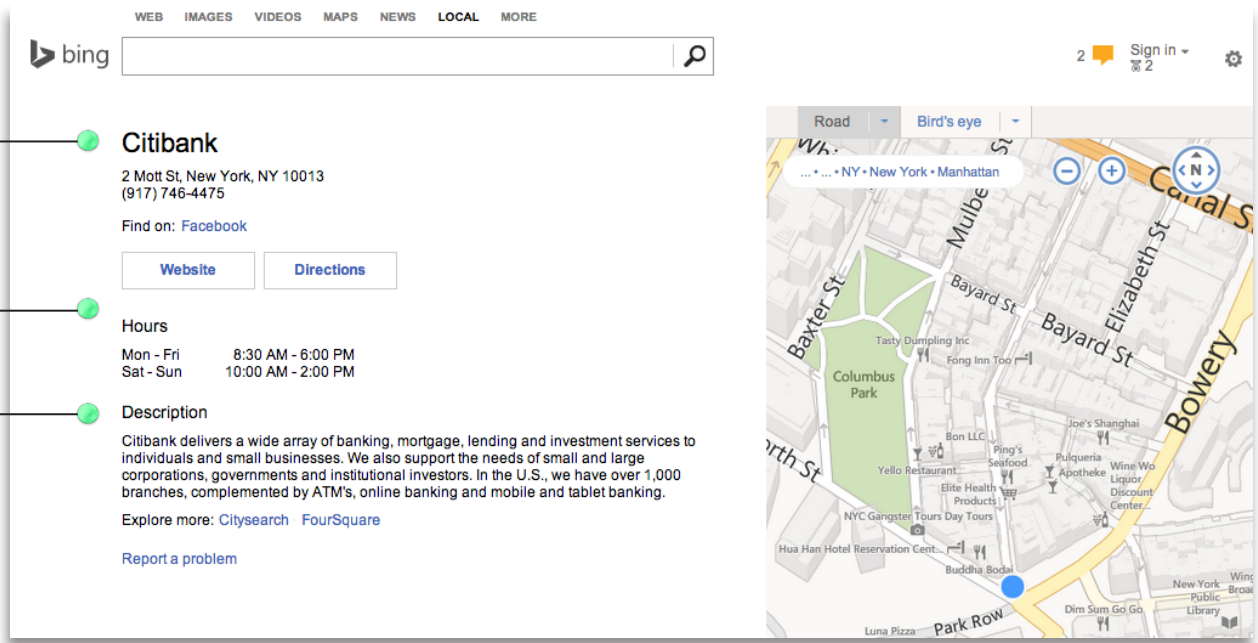 WEB IMAGES VIDEOS MAPS NEWS LOCAL MORE
bing
2
Sign in
2
Citibank
2 Mott St, New York, NY 10013
(917) 746-4475
Find on: Facebook
Website Directions
Hours
Mon - Fri 8:30 AM - 6:00 PM
Sat - Sun 10:00 AM - 2:00 PM
Description
Citibank delivers a wide array of banking, mortgage, lending and investment services to
individuals and small businesses. We also support the needs of small and large
corporations, governments and institutional investors. In the U.S., we have over 1,000
branches, complemented by ATM's, online banking and mobile and tablet banking.
Explore more: Citysearch FourSquare
Report a problem
Road Bird's eye
... • ... • NY • New York • Manhattan
N
Canal S
Mulbe
Elizabeth St
Bayard St
Bayard St
Baxter St
Tasty Dumpling Inc
Fong Inn Too
Columbus
Park
Bowery
Joe's Shanghai
Bon LLC
Ping's
Seafood
Pulqueria
Apotheke
Wine Wo
Liquor
Discount
Center...
orth St
Yello Restaurant
Elite Health
Products
NYC Gangster Tours Day Tours
Hua Han Hotel Reservation Cent...
Buddha Bodai
New York
Public
Library
Wing
Broa
Dim Sum Go Go
Park Row
Luna Pizza